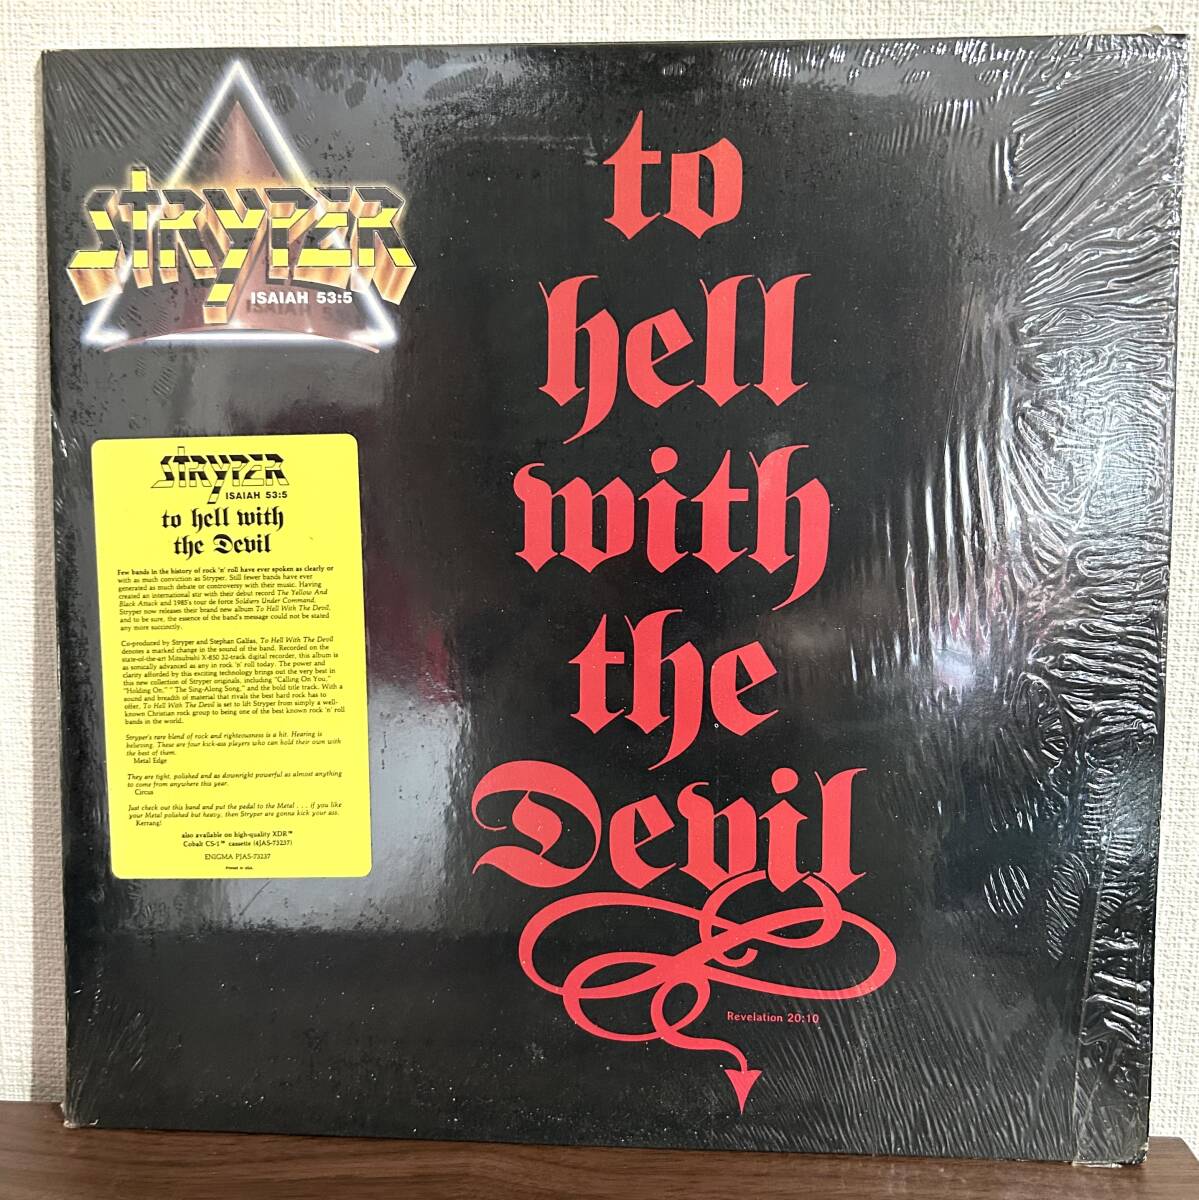 STRYPER
ISAIAH 53:5
to
hell
with
the
Devil
Revelation 20:10
STRYPER
ISAIAH 53:5
to hell with
the Devil
Few bands in the history of rock 'n' roll have ever spoken as clearly or
with as much conviction as Stryper. Still fewer bands have ever
generated as much debate or controversy with their music. Having
created an international stir with their debut record The Yellow And
Black Attack and 1985's tour de force Soldiers Under Command,
Stryper now releases their brand new album To Hell With The Devil,
and to be sure, the essence of the band's message could not be stated
any more succinctly.
Co-produced by Stryper and Stephan Galfas, To Hell With The Devil
denotes a marked change in the sound of the band. Recorded on the
state-of-the-art Mitsubishi X-850 32-track digital recorder, this album is
as sonically advanced as any in rock 'n' roll today. The power and
clarity afforded by this exciting technology brings out the very best in
this new collection of Stryper originals, including "Calling On You,"
"Holding On," "The Sing-Along Song," and the bold title track. With a
sound and breadth of material that rivals the best hard rock has to
offer, To Hell With The Devil is set to lift Stryper from simply a well-
known Christian rock group to being one of the best known rock 'n' roll
bands in the world.
Stryper's rare blend of rock and righteousness is a hit. Hearing is
believing. These are four kick-ass players who can hold their own with
the best of them.
Metal Edge
They are tight, polished and as downright powerful as almost anything
to come from anywhere this year.
Circus
Just check out this band and put the pedal to the Metal . . . if you like
your Metal polished but heavy, then Stryper are gonna kick your ass.
Kerrang!
also available on high-quality XDR™
Cobalt CS-1™ cassette (4JAS-73237)
ENIGMA PJAS-73237
Printed in USA.